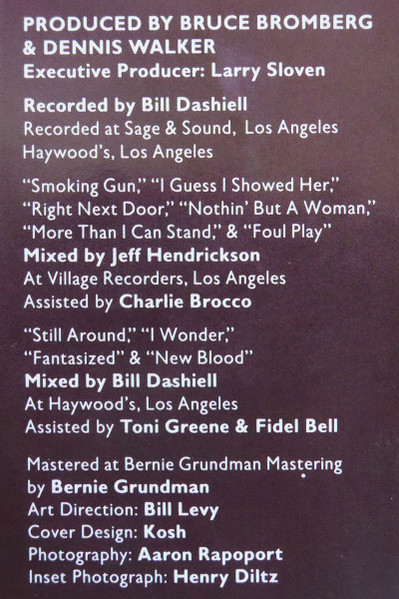 PRODUCED BY BRUCE BROMBERG
& DENNIS WALKER
Executive Producer: Larry Sloven
Recorded by Bill Dashiell
Recorded at Sage & Sound, Los Angeles
Haywood's, Los Angeles
“Smoking Gun,” “I Guess I Showed Her,”
“Right Next Door,” “Nothin' But A Woman,”
“More Than I Can Stand,” & “Foul Play”
Mixed by Jeff Hendrickson
At Village Recorders, Los Angeles
Assisted by Charlie Brocco
“Still Around,” “I Wonder,”
“Fantasized” & “New Blood”
Mixed by Bill Dashiell
At Haywood's, Los Angeles
Assisted by Toni Greene & Fidel Bell
Mastered at Bernie Grundman Mastering
by Bernie Grundman
Art Direction: Bill Levy
Cover Design: Kosh
Photography: Aaron Rapoport
Inset Photograph: Henry Diltz